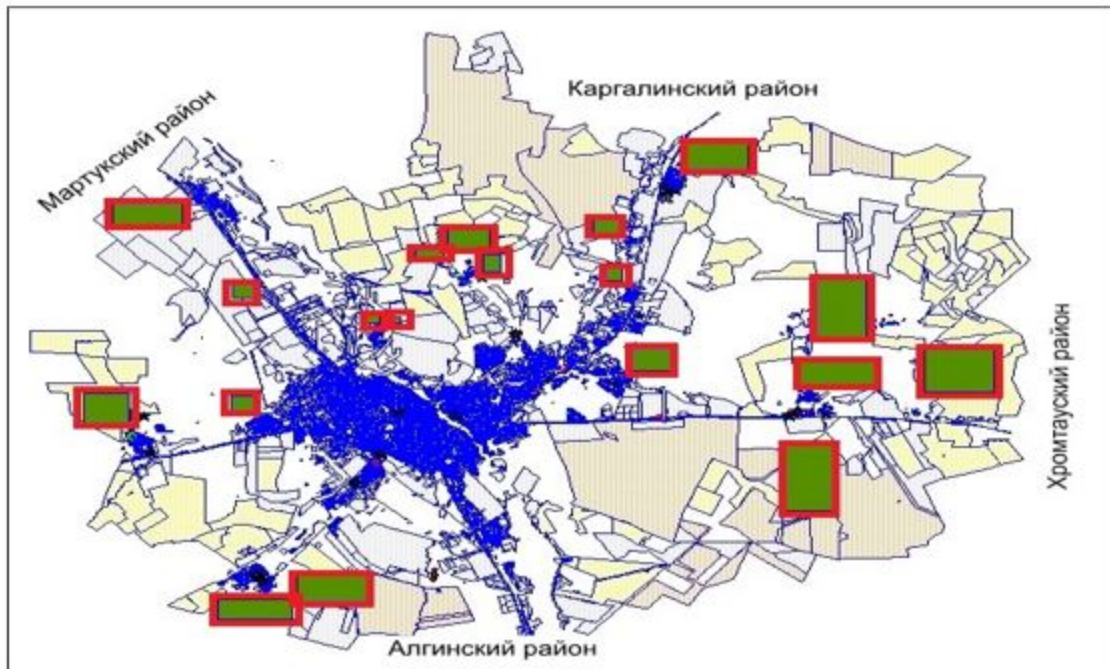 Каргалинский район
Мартукский район
Хромтауский район
Алгинский район